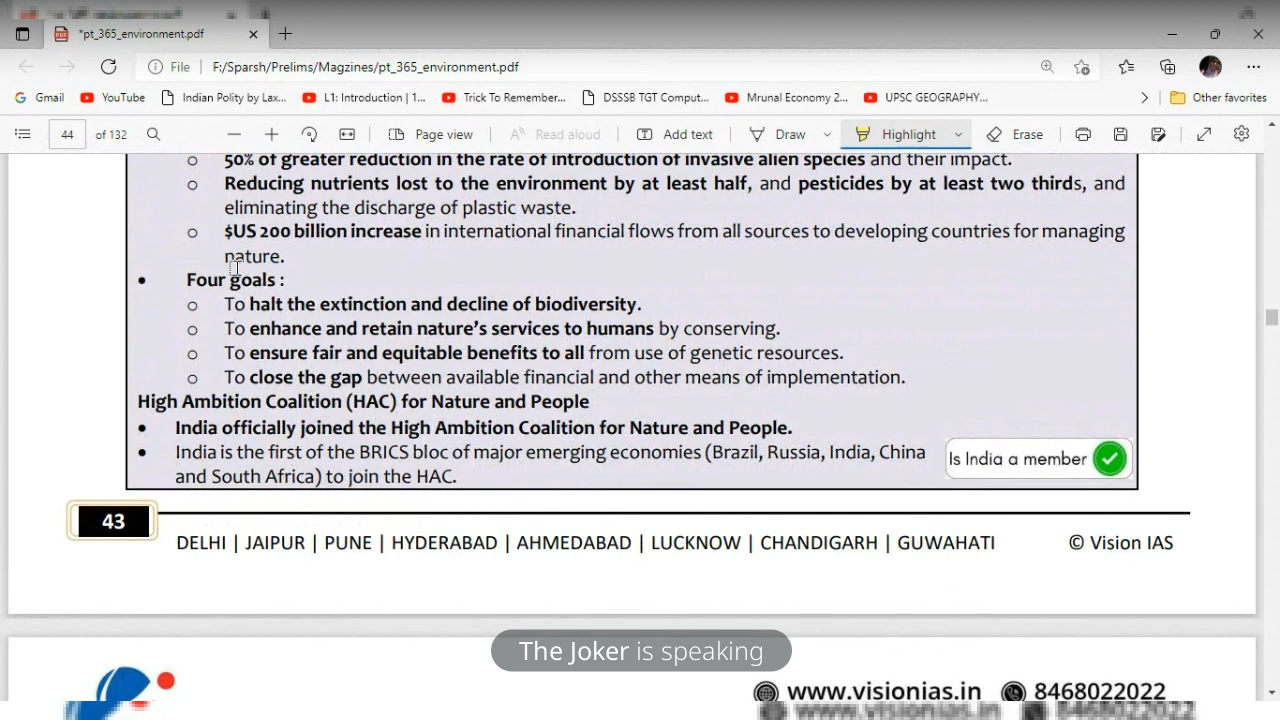 *pt_365_environment.pdf
File | F:/Sparsh/Prelims/Magzines/pt_365_environment.pdf
Gmail YouTube Indian Polity by Lax... L1: Introduction | 1... Trick To Remember... DSSSB TGT Comput... Mrunal Economy 2... UPSC GEOGRAPHY... Other favorites
44 of 132 Page view Read aloud Add text Draw Highlight Erase
o 50% of greater reduction in the rate of introduction of invasive alien species and their impact.
o Reducing nutrients lost to the environment by at least half, and pesticides by at least two thirds, and
eliminating the discharge of plastic waste.
o $US 200 billion increase in international financial flows from all sources to developing countries for managing
nature.
• Four goals :
o To halt the extinction and decline of biodiversity.
o To enhance and retain nature's services to humans by conserving.
o To ensure fair and equitable benefits to all from use of genetic resources.
o To close the gap between available financial and other means of implementation.
High Ambition Coalition (HAC) for Nature and People
• India officially joined the High Ambition Coalition for Nature and People.
• India is the first of the BRICS bloc of major emerging economies (Brazil, Russia, India, China
and South Africa) to join the HAC.
Is India a member
43
DELHI | JAIPUR | PUNE | HYDERABAD | AHMEDABAD | LUCKNOW | CHANDIGARH | GUWAHATI © Vision IAS
The Joker is speaking
www.visionias.in 8468022022